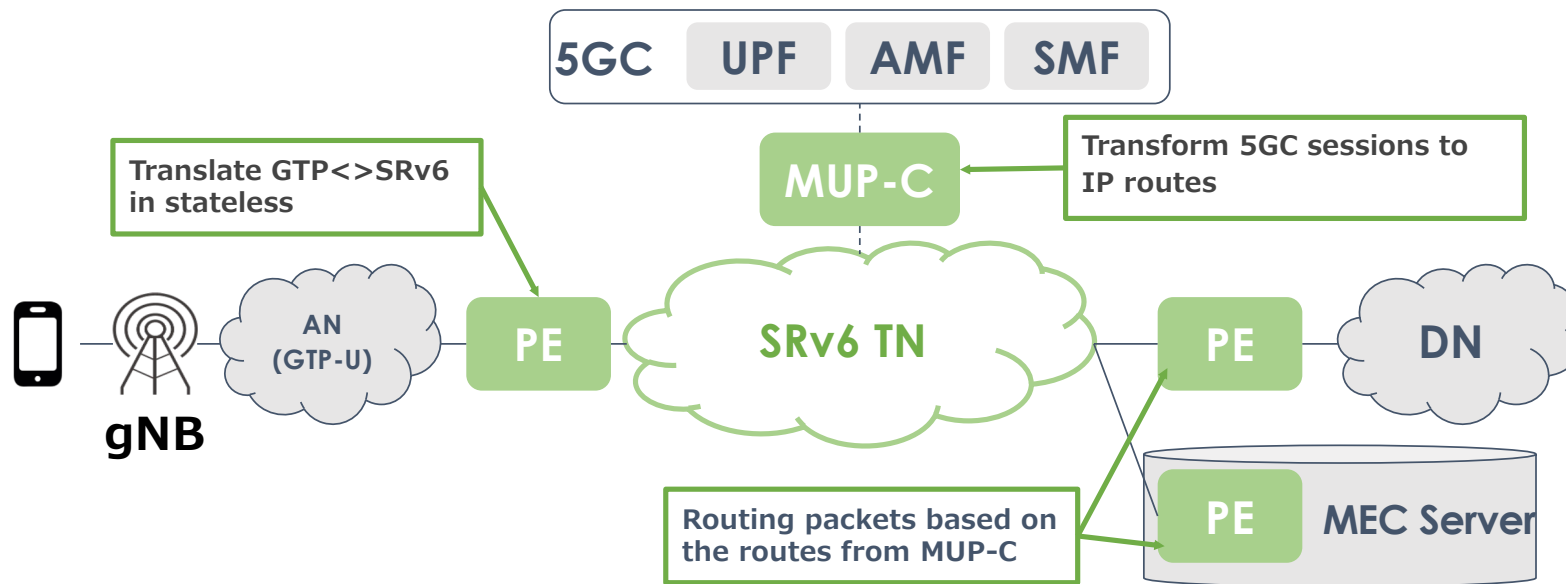 5GC UPF AMF SMF
Translate GTP<>SRv6
in stateless
MUP-C
Transform 5GC sessions to
IP routes
gNB
AN
(GTP-U)
PE
SRv6 TN
PE
DN
Routing packets based on
the routes from MUP-C
PE
MEC Server